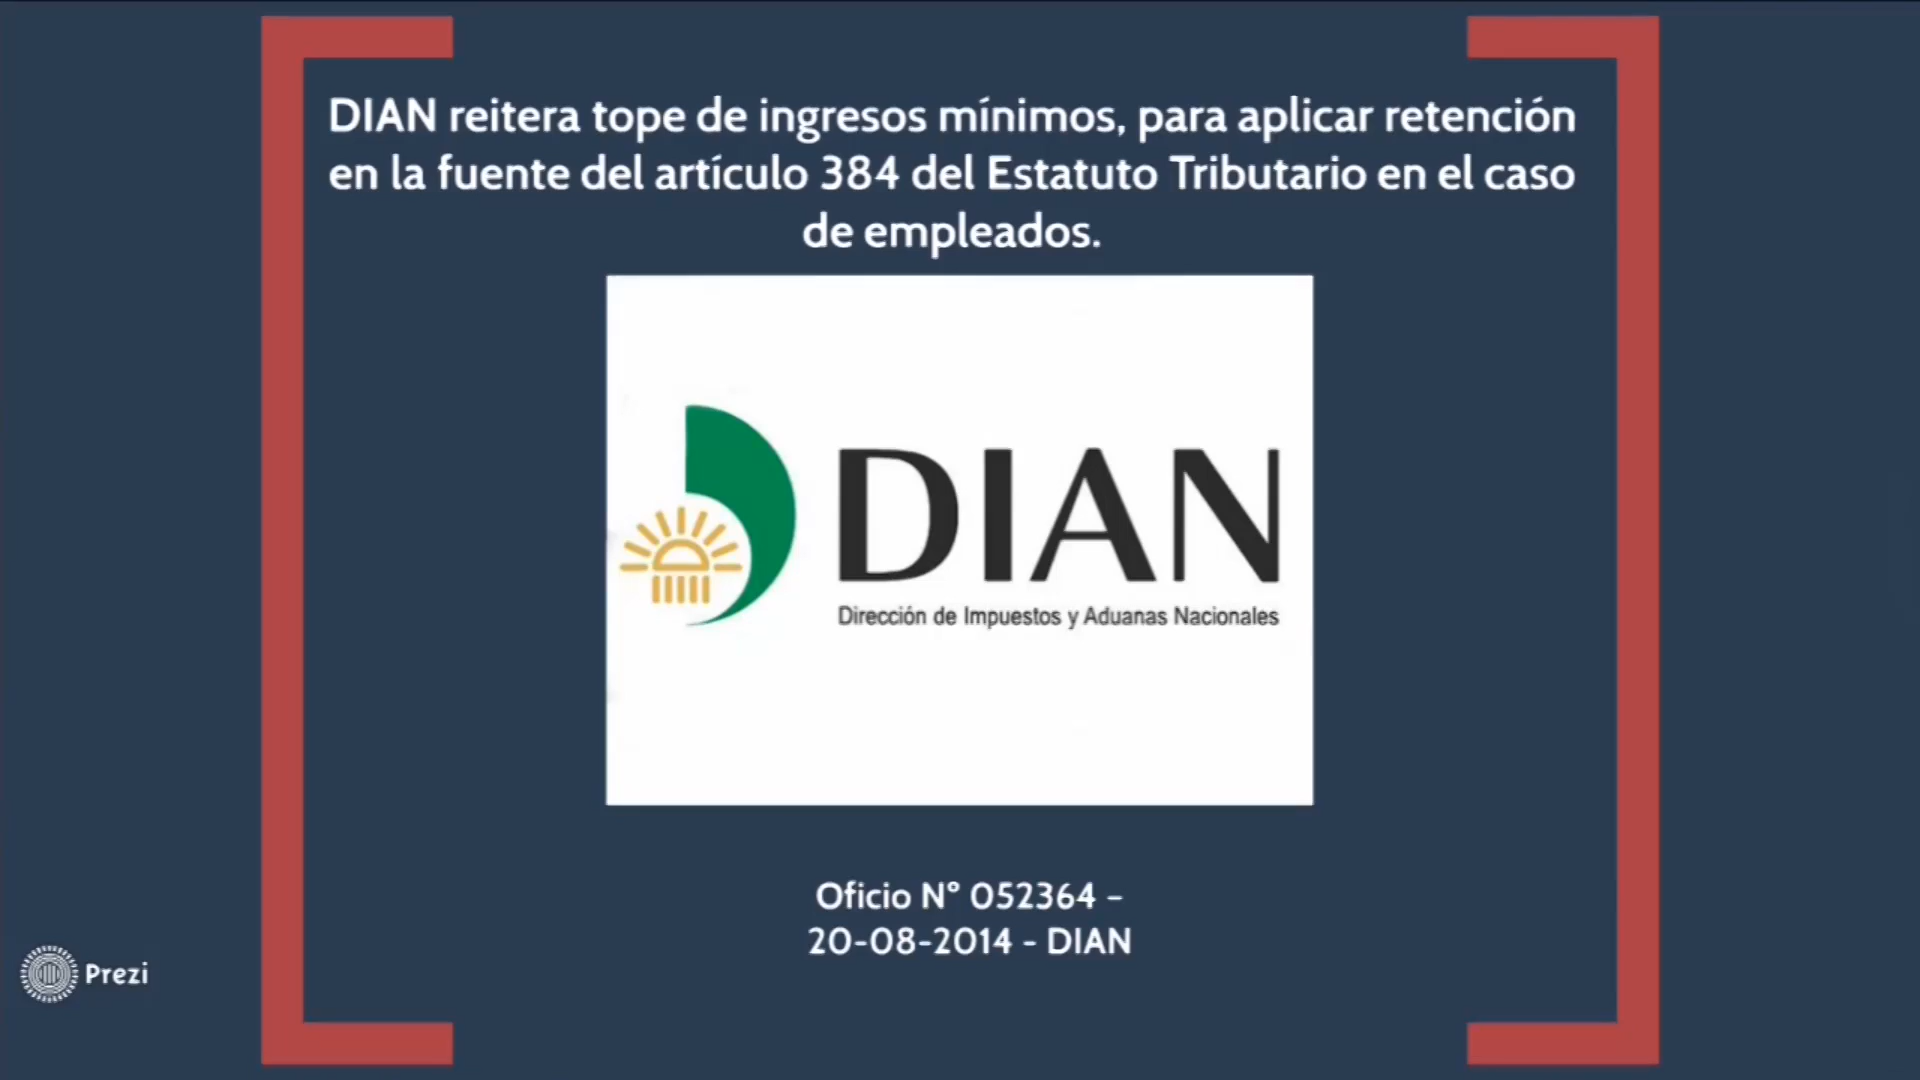 DIAN reitera tope de ingresos mínimos, para aplicar retención
en la fuente del artículo 384 del Estatuto Tributario en el caso
de empleados.
DIAN
Dirección de Impuestos y Aduanas Nacionales
Oficio Nº 052364 –
20-08-2014 - DIAN
Prezi